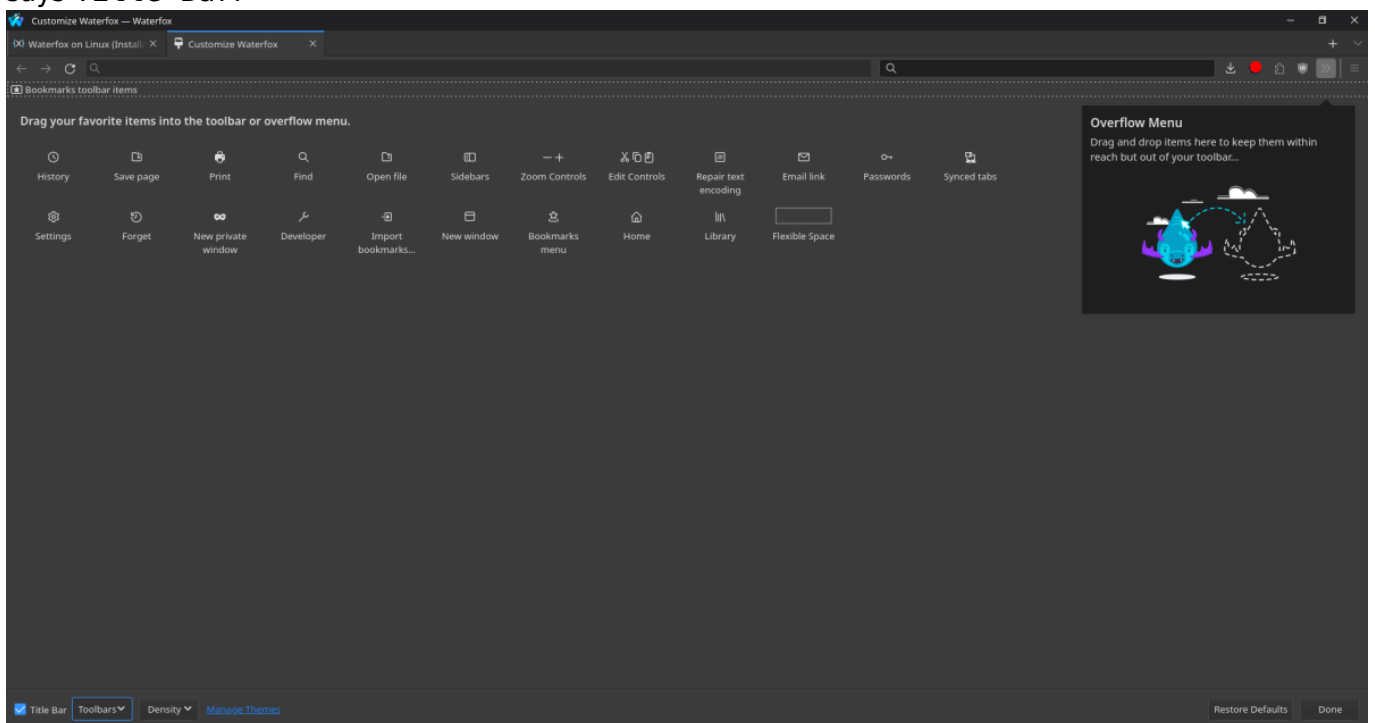 Customize Waterfox — Waterfox
Waterfox on Linux (Install
Customize Waterfox
Bookmarks toolbar items
Drag your favorite items into the toolbar or overflow menu.
History
Save page
Print
Find
Open file
Sidebars
Zoom Controls
Edit Controls
Repair text
encoding
Email link
Passwords
Synced tabs
Settings
Forget
New private
window
Developer
Import
bookmarks...
New window
Bookmarks
menu
Home
Library
Flexible Space
Overflow Menu
Drag and drop items here to keep them within
reach but out of your toolbar...
Title Bar
Toolbars
Density
Manage Themes
Restore Defaults
Done